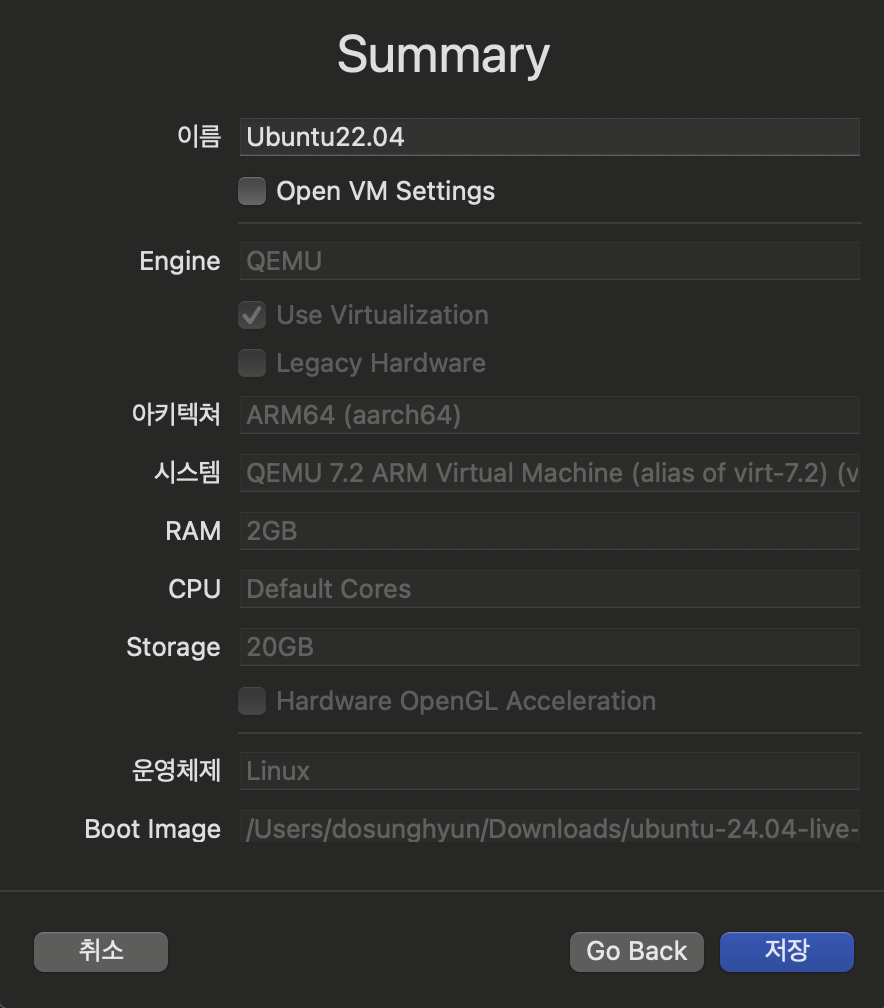 Summary
이름 Ubuntu22.04
Open VM Settings
Engine QEMU
Use Virtualization
Legacy Hardware
아키텍쳐 ARM64 (aarch64)
시스템 QEMU 7.2 ARM Virtual Machine (alias of virt-7.2) (v
RAM 2GB
CPU Default Cores
Storage 20GB
Hardware OpenGL Acceleration
운영체제 Linux
Boot Image /Users/dosunghyun/Downloads/ubuntu-24.04-live-
취소 Go Back 저장